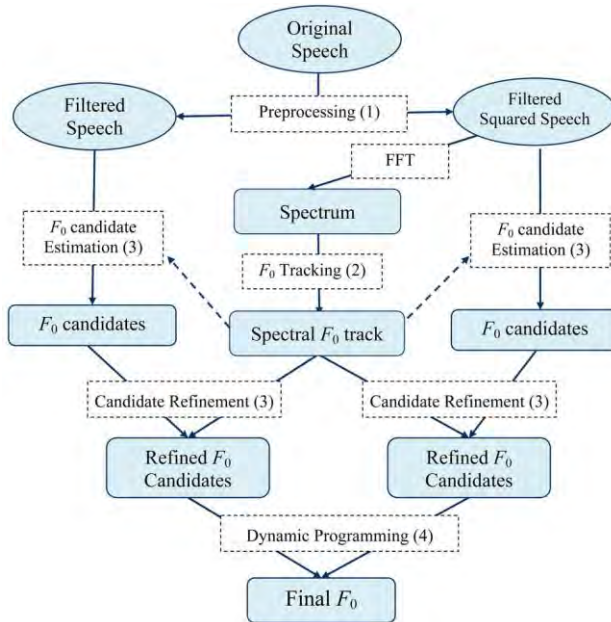 Original
Speech
Filtered
Speech
Preprocessing (1)
Filtered
Squared Speech
FFT
Spectrum
F₀ candidate
Estimation (3)
F₀ Tracking (2)
F₀ candidate
Estimation (3)
F₀ candidates
Spectral F₀ track
F₀ candidates
Candidate Refinement (3)
Candidate Refinement (3)
Refined F₀
Candidates
Refined F₀
Candidates
Dynamic Programming (4)
Final F₀